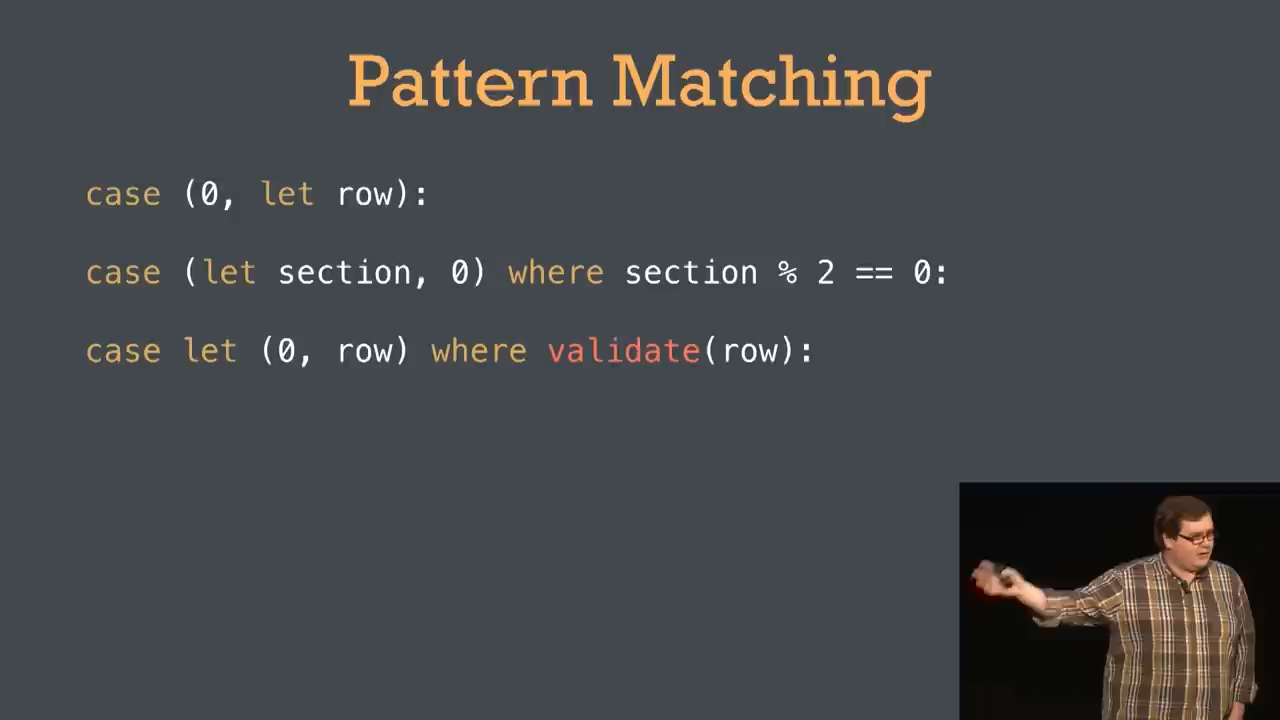 Pattern Matching
case (0, let row):
case (let section, 0) where section % 2 == 0:
case let (0, row) where validate(row):